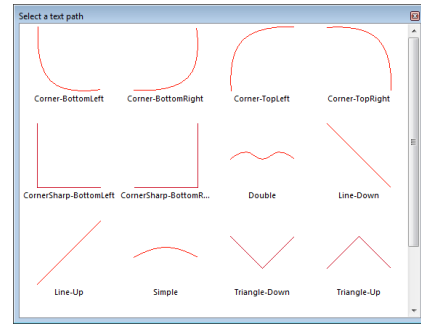 Select a text path
Corner-BottomLeft Corner-BottomRight Corner-TopLeft Corner-TopRight
CornerSharp-BottomLeft CornerSharp-BottomR... Double Line-Down
Line-Up Simple Triangle-Down Triangle-Up